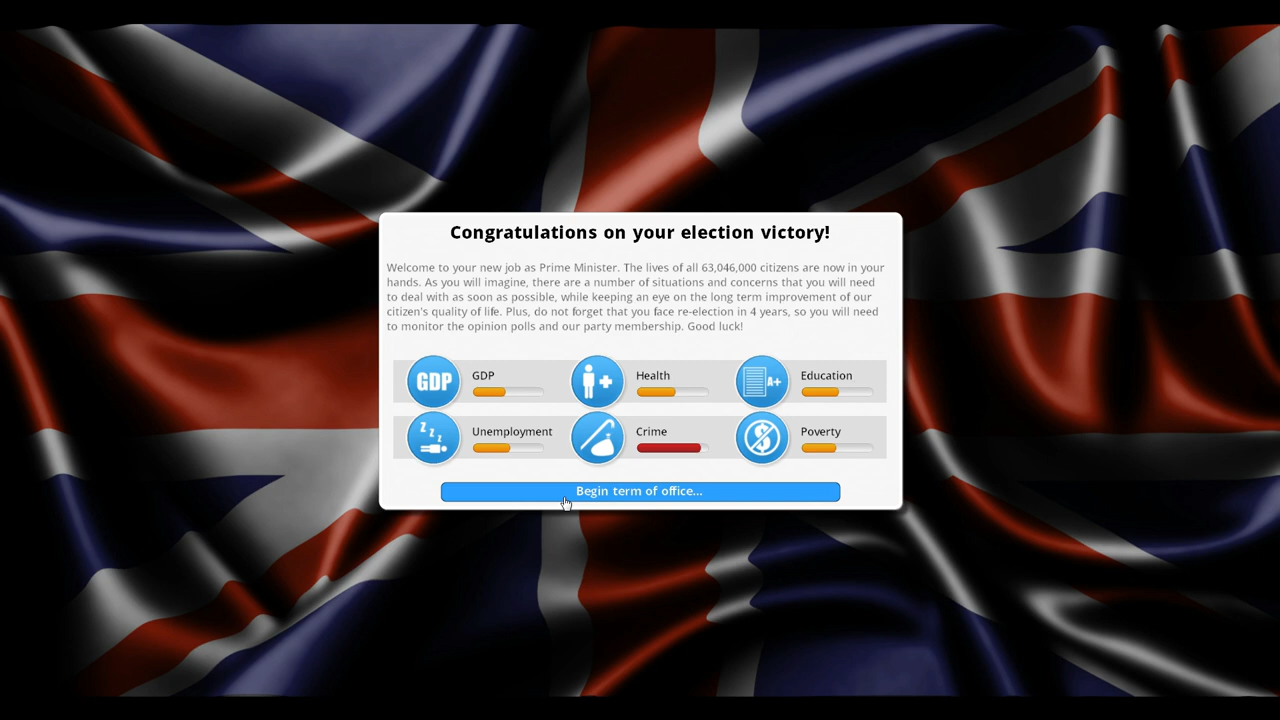 Congratulations on your election victory!
Welcome to your new job as Prime Minister. The lives of all 63,046,000 citizens are now in your
hands. As you will imagine, there are a number of situations and concerns that you will need
to deal with as soon as possible, while keeping an eye on the long term improvement of our
citizen's quality of life. Plus, do not forget that you face re-election in 4 years, so you will need
to monitor the opinion polls and our party membership. Good luck!
GDP
GDP
Health
A+
Education
Z Z Z
Unemployment
Crime
$
Poverty
Begin term of office...